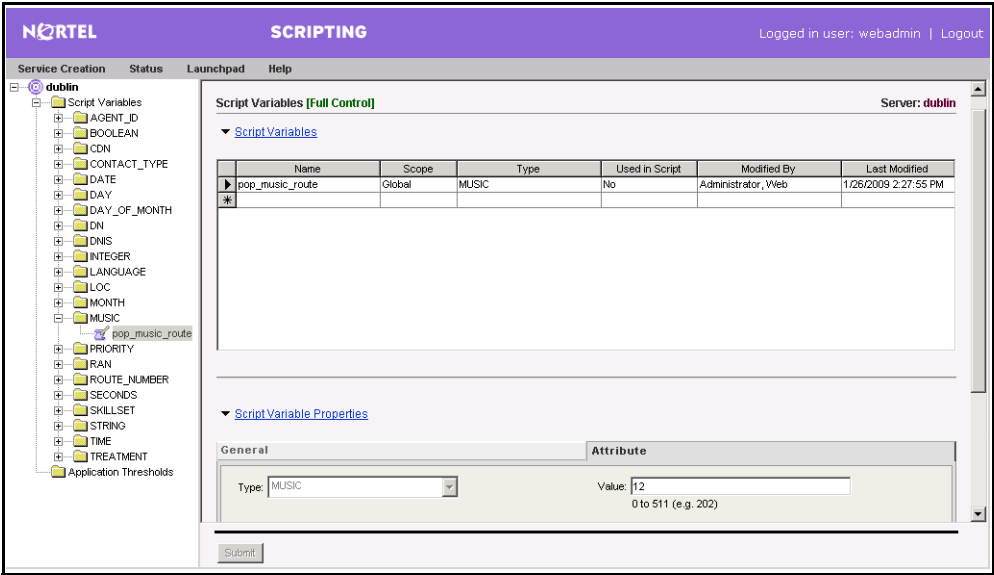 NORTEL SCRIPTING Logged in user: webadmin | Logout
Service Creation Status Launchpad Help
dublin
Script Variables
AGENT_ID
BOOLEAN
CDN
CONTACT_TYPE
DATE
DAY
DAY_OF_MONTH
DN
DNIS
INTEGER
LANGUAGE
LOC
MONTH
MUSIC
pop_music_route
PRIORITY
RAN
ROUTE_NUMBER
SECONDS
SKILLSET
STRING
TIME
TREATMENT
Application Thresholds
Script Variables [Full Control] Server: dublin
Script Variables
Name Scope Type Used in Script Modified By Last Modified
pop_music_route Global MUSIC No Administrator, Web 1/26/2009 2:27:55 PM
Script Variable Properties
General Attribute
Type: MUSIC Value: 12
0 to 511 (e.g. 202)
Submit